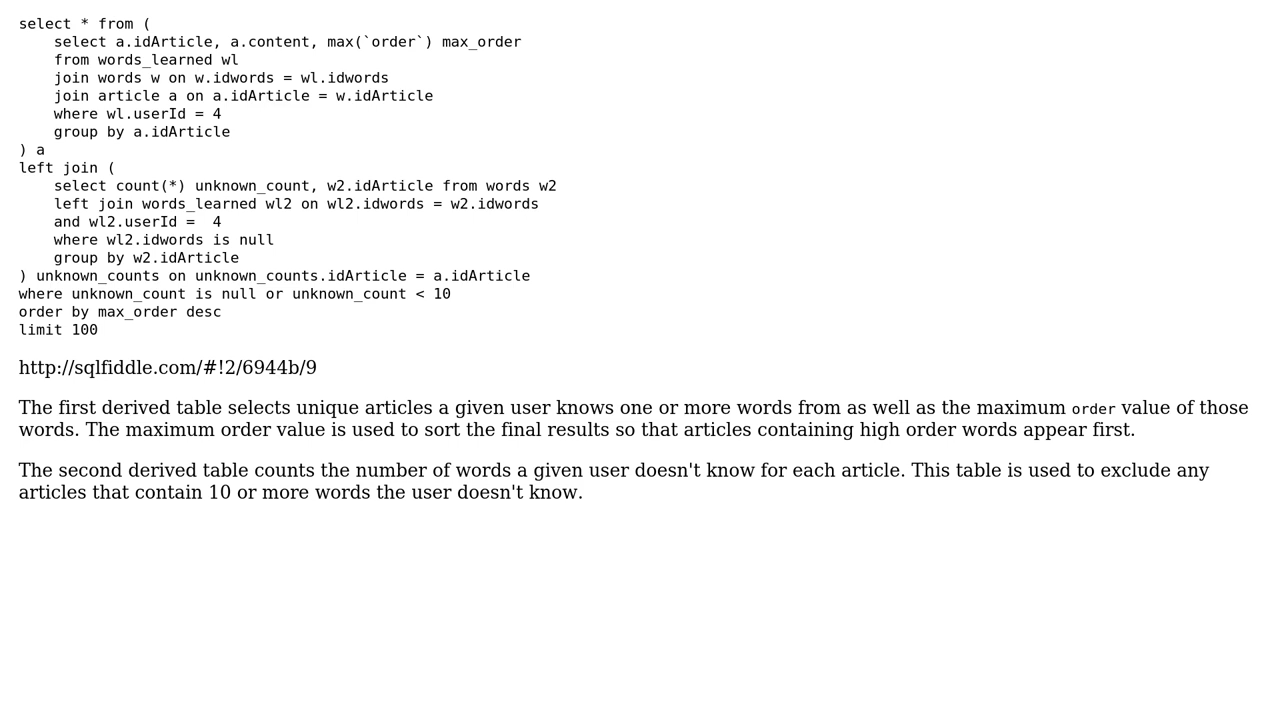 select * from (
    select a.idArticle, a.content, max(`order`) max_order
    from words_learned wl
    join words w on w.idwords = wl.idwords
    join article a on a.idArticle = w.idArticle
    where wl.userId = 4
    group by a.idArticle
) a
left join (
    select count(*) unknown_count, w2.idArticle from words w2
    left join words_learned wl2 on wl2.idwords = w2.idwords
    and wl2.userId =  4
    where wl2.idwords is null
    group by w2.idArticle
) unknown_counts on unknown_counts.idArticle = a.idArticle
where unknown_count is null or unknown_count < 10
order by max_order desc
limit 100
http://sqlfiddle.com/#!2/6944b/9
The first derived table selects unique articles a given user knows one or more words from as well as the maximum order value of those
words. The maximum order value is used to sort the final results so that articles containing high order words appear first.
The second derived table counts the number of words a given user doesn't know for each article. This table is used to exclude any
articles that contain 10 or more words the user doesn't know.